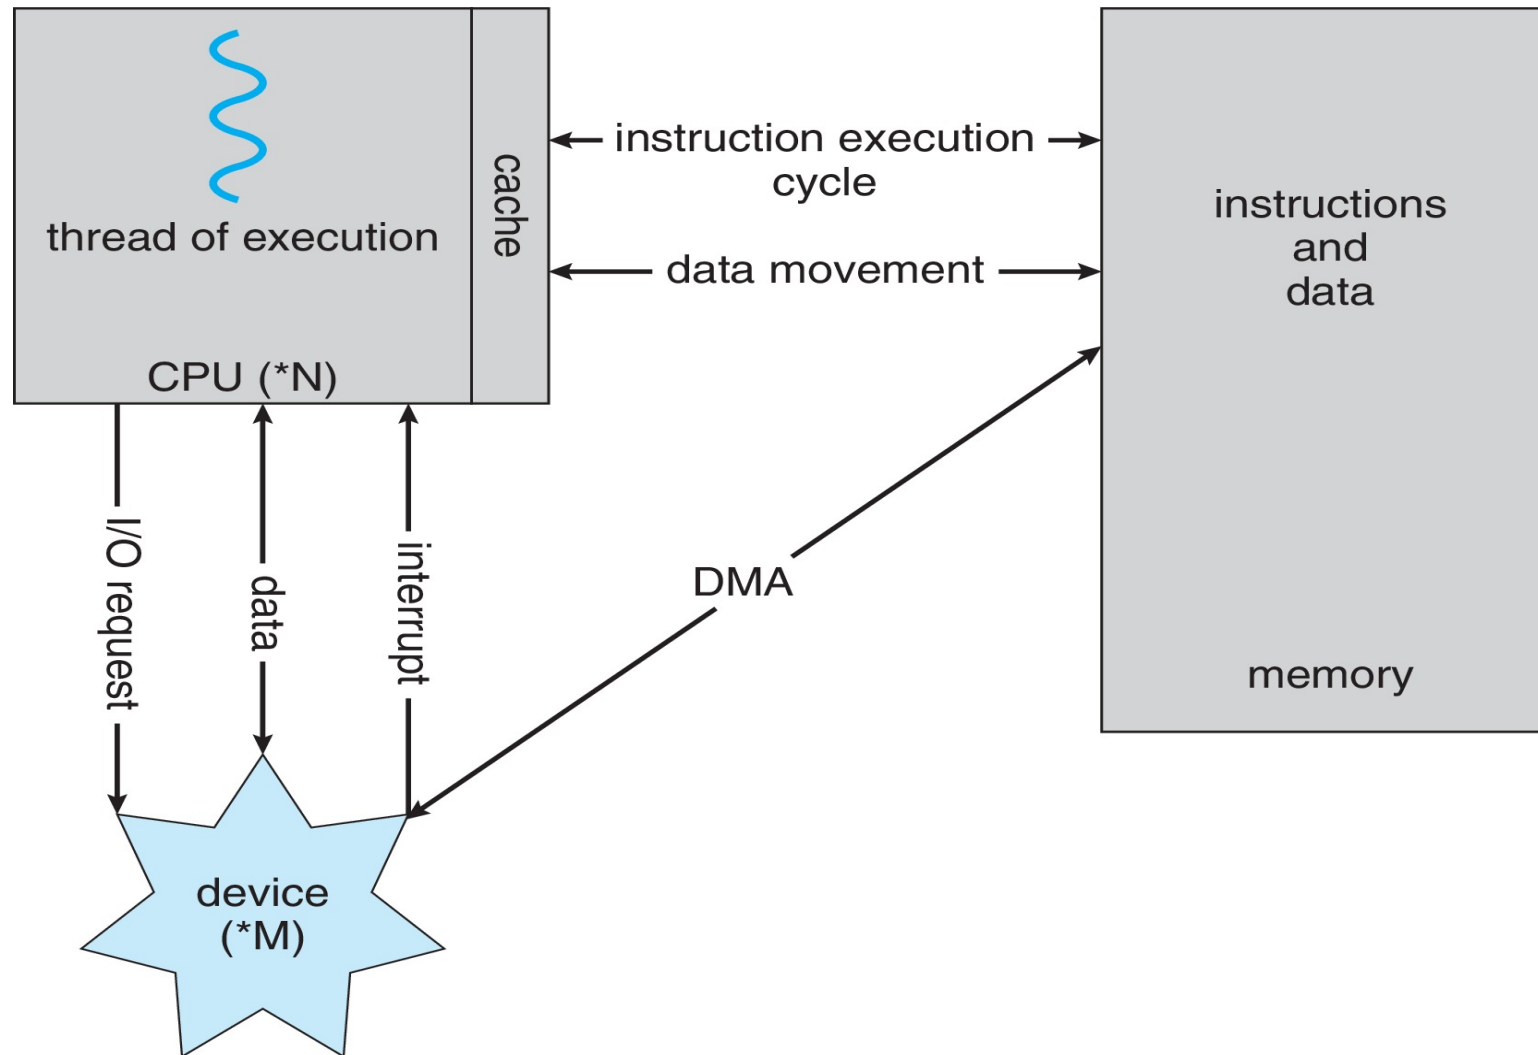 thread of execution
CPU (*N)
cache
instruction execution
cycle
data movement
instructions
and
data
memory
I/O request
data
interrupt
DMA
device
(*M)